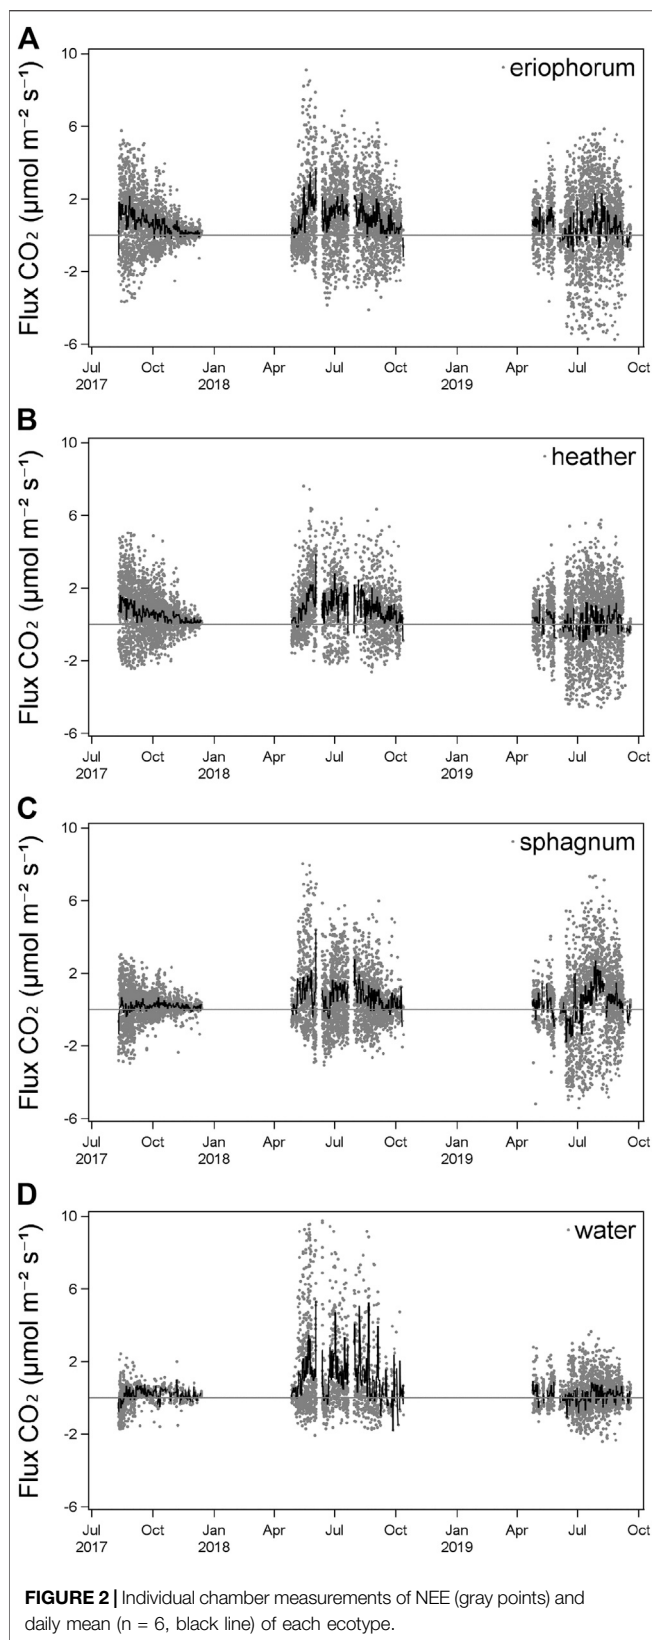 A
eriophorum
Flux CO₂ (μmol m⁻² s⁻¹)
10
6
2
-2
-6
Jul Oct Jan Apr Jul Oct Jan Apr Jul Oct
2017 2018 2019
B
heather
Flux CO₂ (μmol m⁻² s⁻¹)
10
6
2
-2
-6
Jul Oct Jan Apr Jul Oct Jan Apr Jul Oct
2017 2018 2019
C
sphagnum
Flux CO₂ (μmol m⁻² s⁻¹)
10
6
2
-2
-6
Jul Oct Jan Apr Jul Oct Jan Apr Jul Oct
2017 2018 2019
D
water
Flux CO₂ (μmol m⁻² s⁻¹)
10
6
2
-2
-6
Jul Oct Jan Apr Jul Oct Jan Apr Jul Oct
2017 2018 2019
FIGURE 2 | Individual chamber measurements of NEE (gray points) and
daily mean (n = 6, black line) of each ecotype.